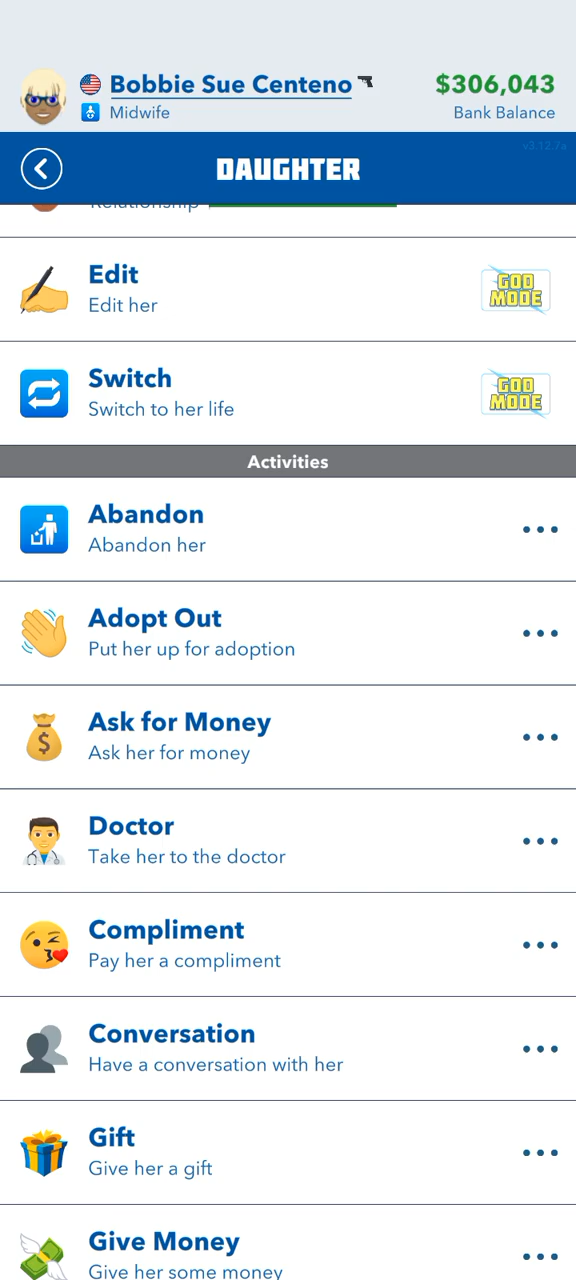 Bobbie Sue Centeno
$306,043
Midwife
Bank Balance
v3.12.7a
DAUGHTER
Relationship
Edit
Edit her
GOD MODE
Switch
Switch to her life
GOD MODE
Activities
Abandon
Abandon her
Adopt Out
Put her up for adoption
Ask for Money
Ask her for money
Doctor
Take her to the doctor
Compliment
Pay her a compliment
Conversation
Have a conversation with her
Gift
Give her a gift
Give Money
Give her some money